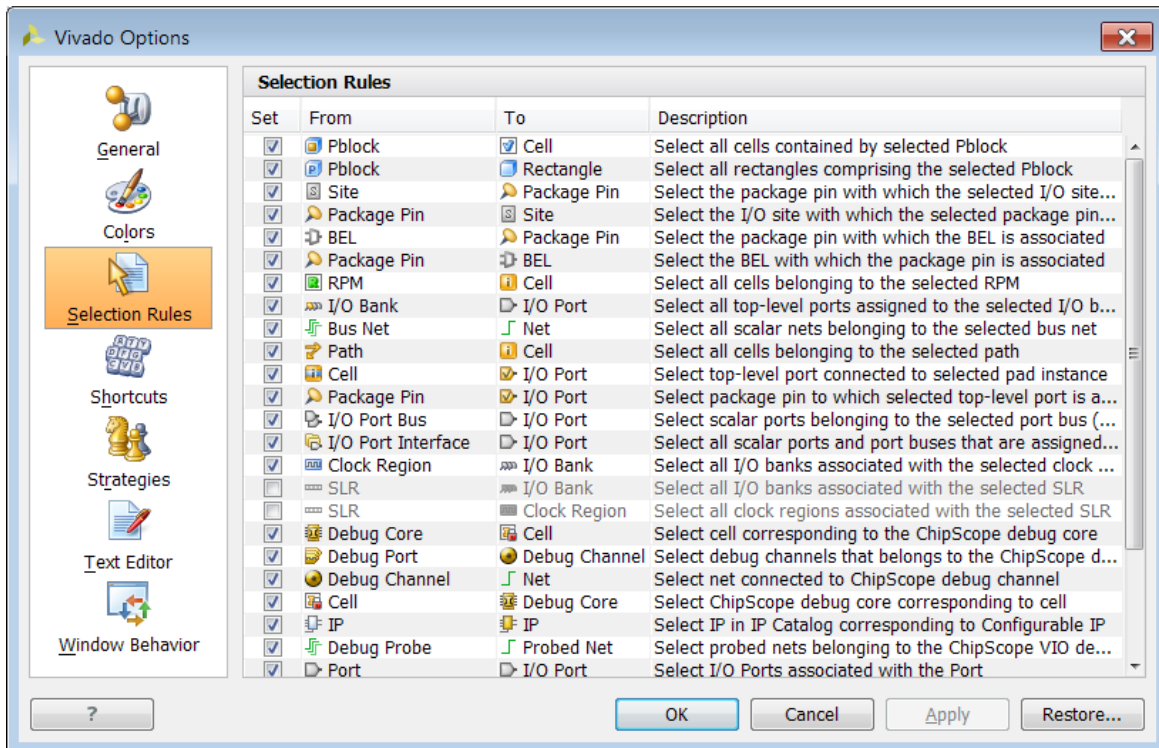 Vivado Options
General
Colors
Selection Rules
Shortcuts
Strategies
Text Editor
Window Behavior
Selection Rules
Set From To Description
Pblock Cell Select all cells contained by selected Pblock
Pblock Rectangle Select all rectangles comprising the selected Pblock
Site Package Pin Select the package pin with which the selected I/O site...
Package Pin Site Select the I/O site with which the selected package pin...
BEL Package Pin Select the package pin with which the BEL is associated
Package Pin BEL Select the BEL with which the package pin is associated
RPM Cell Select all cells belonging to the selected RPM
I/O Bank I/O Port Select all top-level ports assigned to the selected I/O b...
Bus Net Net Select all scalar nets belonging to the selected bus net
Path Cell Select all cells belonging to the selected path
Cell I/O Port Select top-level port connected to selected pad instance
Package Pin I/O Port Select package pin to which selected top-level port is a...
I/O Port Bus I/O Port Select scalar ports belonging to the selected port bus (...
I/O Port Interface I/O Port Select all scalar ports and port buses that are assigned...
Clock Region I/O Bank Select all I/O banks associated with the selected clock ...
SLR I/O Bank Select all I/O banks associated with the selected SLR
SLR Clock Region Select all clock regions associated with the selected SLR
Debug Core Cell Select cell corresponding to the ChipScope debug core
Debug Port Debug Channel Select debug channels that belongs to the ChipScope d...
Debug Channel Net Select net connected to ChipScope debug channel
Cell Debug Core Select ChipScope debug core corresponding to cell
IP IP Select IP in IP Catalog corresponding to Configurable IP
Debug Probe Probed Net Select probed nets belonging to the ChipScope VIO de...
Port I/O Port Select I/O Ports associated with the Port
? OK Cancel Apply Restore...